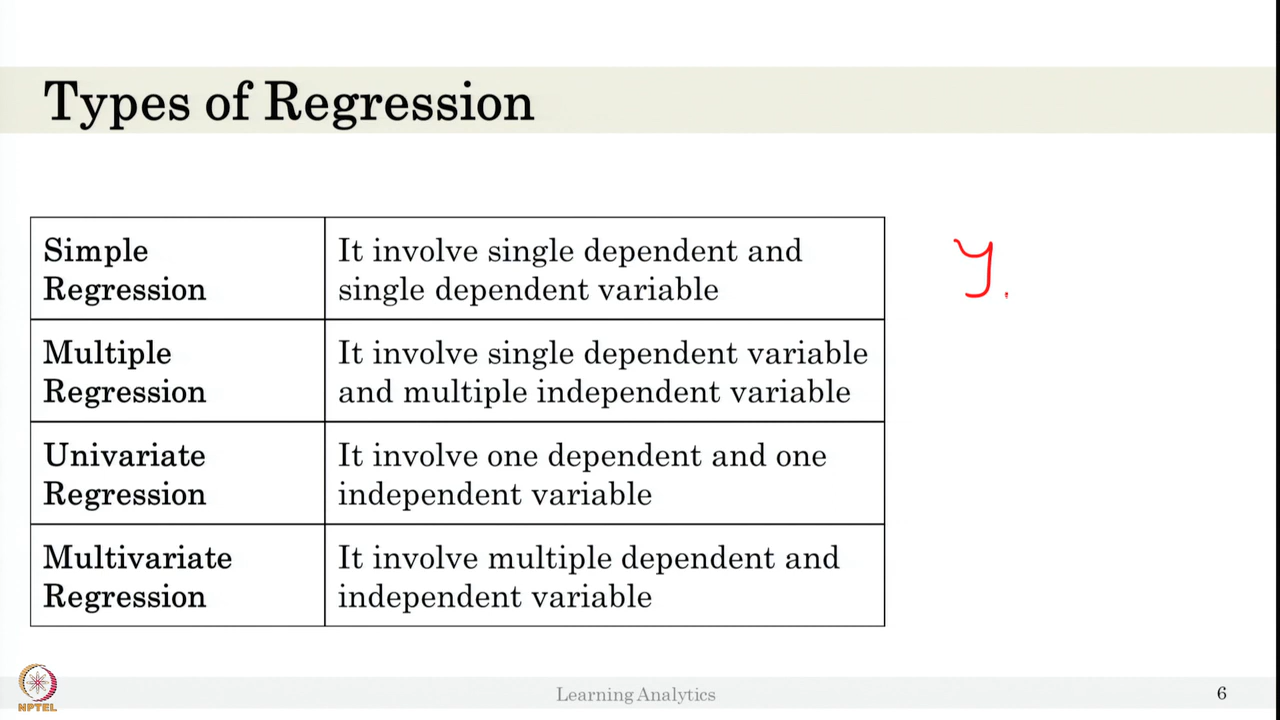 Types of Regression
Simple
Regression
It involve single dependent and
single dependent variable
y.
Multiple
Regression
It involve single dependent variable
and multiple independent variable
Univariate
Regression
It involve one dependent and one
independent variable
Multivariate
Regression
It involve multiple dependent and
independent variable
NPTEL
Learning Analytics
6